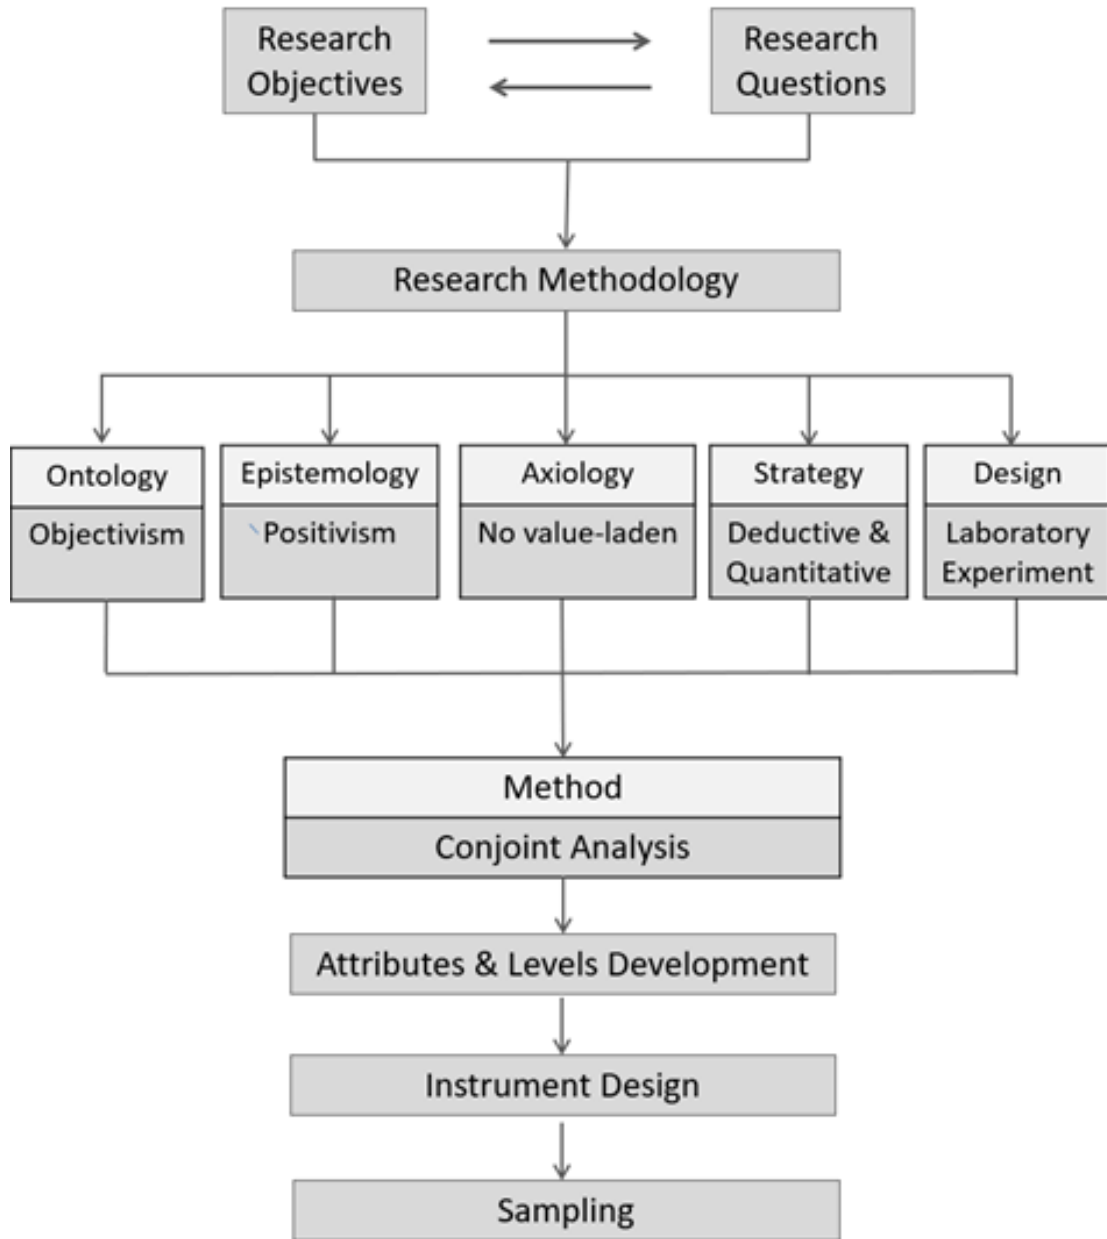 Research
Objectives
Research
Questions
Research Methodology
Ontology
Objectivism
Epistemology
Positivism
Axiology
No value-laden
Strategy
Deductive &
Quantitative
Design
Laboratory
Experiment
Method
Conjoint Analysis
Attributes & Levels Development
Instrument Design
Sampling